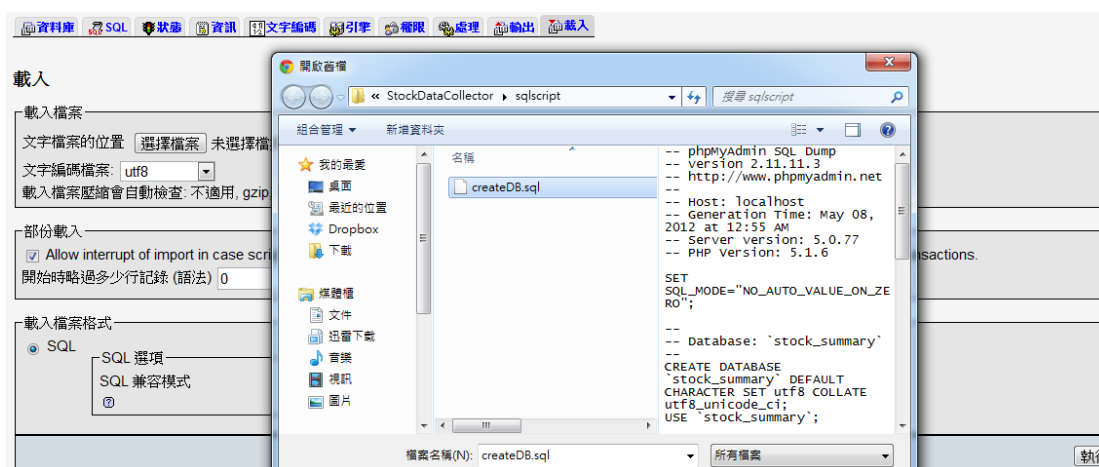 資料庫 SQL 狀態 資訊 文字編碼 引擎 權限 處理 輸出 載入
載入
載入檔案
文字檔案的位置 選擇檔案 未選擇檔
文字編碼檔案: utf8
載入檔案壓縮會自動檢查: 不適用, gzip,
部份載入
Allow interrupt of import in case scri
nsactions.
開始時略過多少行記錄 (語法) 0
載入檔案格式
SQL
SQL 選項
SQL 兼容模式
執行
開啟舊檔
« StockDataCollector sqlscript
搜尋 sqlscript
組合管理 新增資料夾
我的最愛
桌面
最近的位置
Dropbox
下載
媒體櫃
文件
迅雷下載
音樂
視訊
圖片
名稱
createDB.sql
-- phpMyAdmin SQL Dump
-- version 2.11.11.3
-- http://www.phpmyadmin.net
--
-- Host: localhost
-- Generation Time: May 08,
2012 at 12:55 AM
-- Server version: 5.0.77
-- PHP Version: 5.1.6
SET
SQL_MODE="NO_AUTO_VALUE_ON_ZE
RO";
--
-- Database: `stock_summary`
--
CREATE DATABASE
`stock_summary` DEFAULT
CHARACTER SET utf8 COLLATE
utf8_unicode_ci;
USE `stock_summary`;
檔案名稱(N): createDB.sql
所有檔案